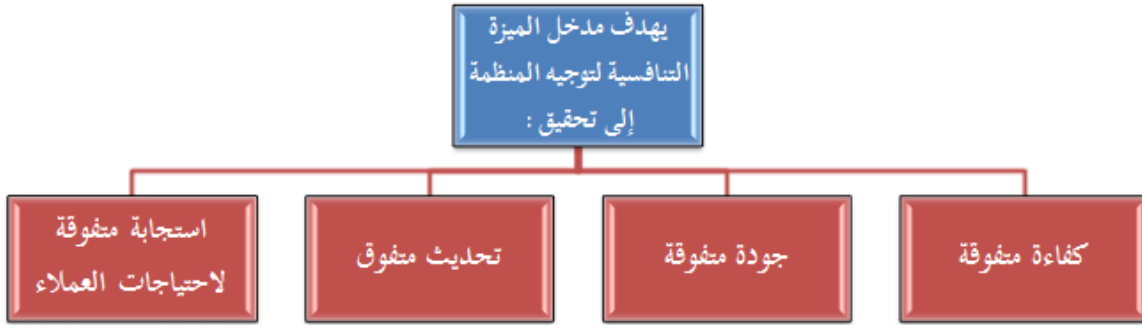 يهدف مدخل الميزة
التنافسية لتوجيه المنظمة
إلى تحقيق :
كفاءة متفوقة
جودة متفوقة
تحديث متفوق
استجابة متفوقة
لاحتياجات العملاء